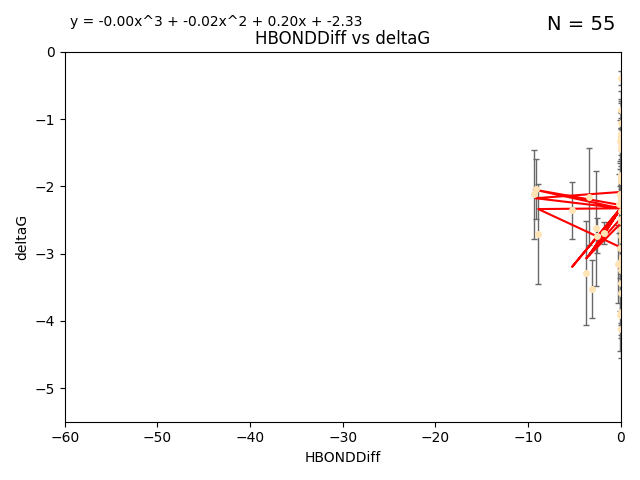 y = -0.00x^3 + -0.02x^2 + 0.20x + -2.33
N = 55
HBONDDiff vs deltaG
0
−1
−2
−3
−4
−5
deltaG
−60 −50 −40 −30 −20 −10 0
HBONDDiff